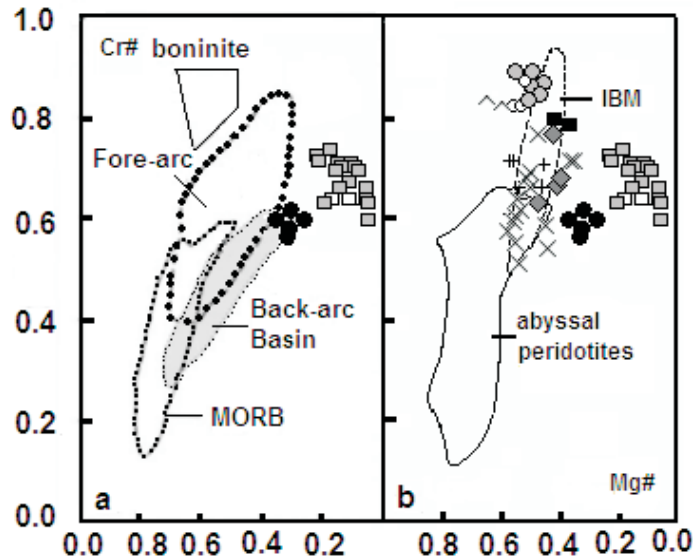 1.0
0.8
0.6
0.4
0.2
0.0
Cr# boninite
Fore-arc
Back-arc
Basin
MORB
a
0.0 0.8 0.6 0.4 0.2
IBM
abyssal
peridotites
Mg#
b
0.8 0.6 0.4 0.2 0.0